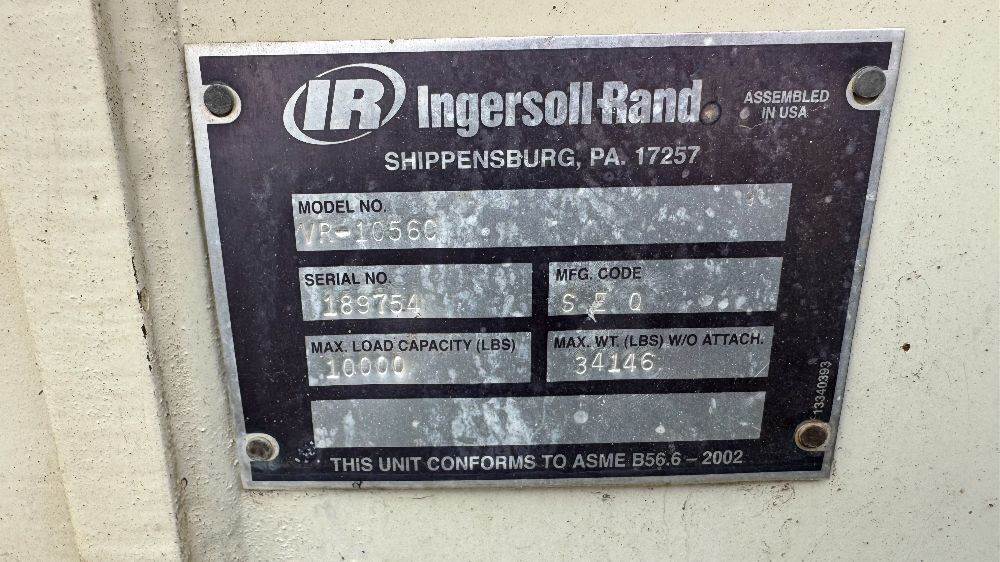 IR Ingersoll-Rand
ASSEMBLED
IN USA
SHIPPENSBURG, PA. 17257
MODEL NO.
VR-1056C
SERIAL NO.
189754
MFG. CODE
S E Q
MAX. LOAD CAPACITY (LBS)
10000
MAX. WT. (LBS) W/O ATTACH.
34146
13340393
THIS UNIT CONFORMS TO ASME B56.6 – 2002